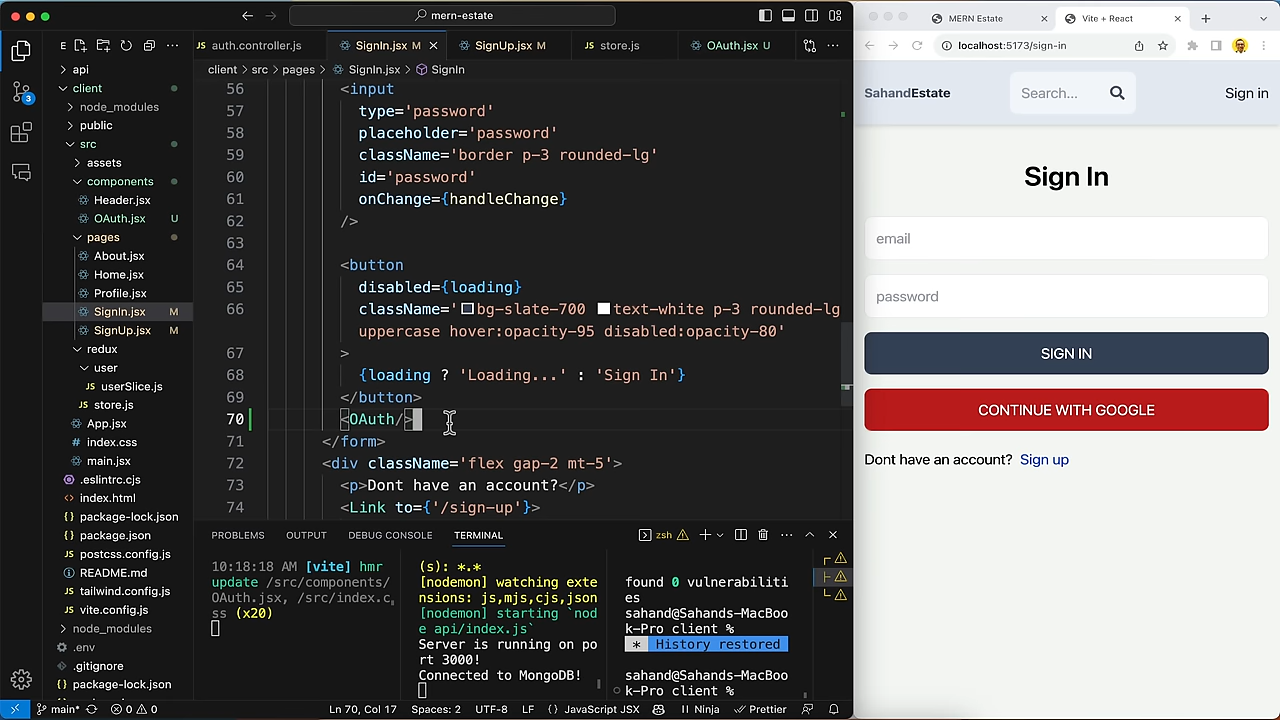 mern-estate
auth.controller.js
SignIn.jsx M
SignUp.jsx M
store.js
OAuth.jsx U
client > src > pages > SignIn.jsx > SignIn
E
api
client
node_modules
public
src
assets
components
Header.jsx
OAuth.jsx U
pages
About.jsx
Home.jsx
Profile.jsx
SignIn.jsx M
SignUp.jsx M
redux
user
JS userSlice.js
JS store.js
App.jsx
index.css
main.jsx
.eslintrc.cjs
index.html
package-lock.json
package.json
postcss.config.js
README.md
tailwind.config.js
vite.config.js
node_modules
.env
.gitignore
package-lock.json
3
56 <input
57 type='password'
58 placeholder='password'
59 className='border p-3 rounded-lg'
60 id='password'
61 onChange={handleChange}
62 />
63
64 <button
65 disabled={loading}
66 className='bg-slate-700 text-white p-3 rounded-lg
uppercase hover:opacity-95 disabled:opacity-80'
67 >
68 {loading ? 'Loading...' : 'Sign In'}
69 </button>
70 <OAuth/>
71 </form>
72 <div className='flex gap-2 mt-5'>
73 <p>Dont have an account?</p>
74 <Link to={'/sign-up'}>
PROBLEMS OUTPUT DEBUG CONSOLE TERMINAL
zsh
10:18:18 AM [vite] hmr
update /src/components/
OAuth.jsx, /src/index.c
ss (x20)
(s): *.*
[nodemon] watching exte
nsions: js,mjs,cjs,json
[nodemon] starting `nod
e api/index.js`
Server is running on po
rt 3000!
Connected to MongoDB!
found 0 vulnerabiliti
es
sahand@Sahands-MacBoo
k-Pro client %
* History restored
sahand@Sahands-MacBoo
k-Pro client %
main* 0 0
Ln 70, Col 17 Spaces: 2 UTF-8 LF {} JavaScript JSX Ninja Prettier
MERN Estate
Vite + React
localhost:5173/sign-in
SahandEstate
Search...
Sign in
Sign In
email
password
SIGN IN
CONTINUE WITH GOOGLE
Dont have an account? Sign up